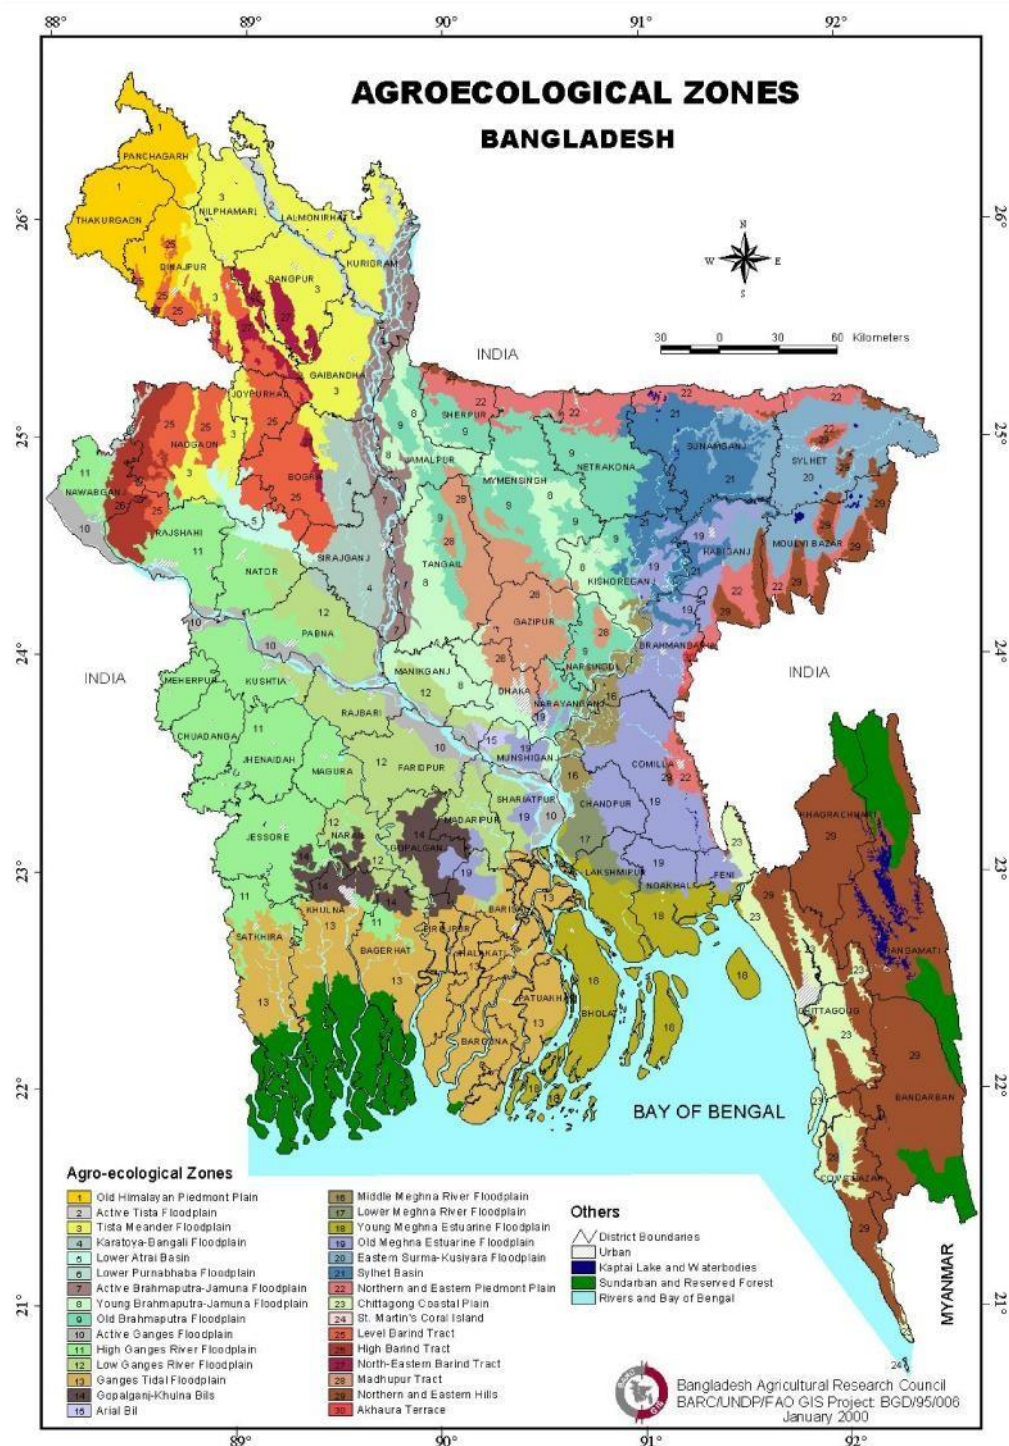 88° 89° 90° 91° 92°
AGROECOLOGICAL ZONES
BANGLADESH
26° 26°
25° 25°
24° 24°
23° 23°
22° 22°
21° 21°
N
W E
S
30 0 30 60 Kilometers
INDIA
INDIA
INDIA
PANCHAGARH
THAKURGAON
NILPHAMARI
LALMONIRHAT
DINAJPUR
RANGPUR
KURIGRAM
GAIBANDHA
JOYPURHAT
SHERPUR
NAOGAON
BOGRA
JAMALPUR
NETRAKONA
SUNAMGANJ
SYLHET
MYMENSINGH
NAWABGANJ
RAJSHAHI
SIRAJGANJ
NATOR
TANGAIL
KISHOREGANJ
HABIGANJ
MOULVI BAZAR
PABNA
GAZIPUR
NARSINGDI
BRAHMANBARIA
MEHERPUR
KUSHTIA
MANIKGANJ
DHAKA
NARAYANGANJ
RAJBARI
CHUADANGA
JHENAIDAH
MAGURA
FARIDPUR
MUNSHIGANJ
COMILLA
SHARIATPUR
CHANDPUR
MADARIPUR
JESSORE
NARAIL
GOPALGANJ
LAKSHMIPUR
NOAKHALI
FENI
KHAGRACHHARI
KHULNA
BARISAL
SATKHIRA
BAGERHAT
PIROJPUR
JHALAKATI
RANGAMATI
PATUAKHALI
BHOLA
CHITTAGOUG
BARGUNA
BANDARBAN
COX'S BAZAR
BAY OF BENGAL
MYANMAR
Agro-ecological Zones
1 Old Himalayan Piedmont Plain
2 Active Tista Floodplain
3 Tista Meander Floodplain
4 Karatoya-Bangali Floodplain
5 Lower Atrai Basin
6 Lower Purnabhaba Floodplain
7 Active Brahmaputra-Jamuna Floodplain
8 Young Brahmaputra-Jamuna Floodplain
9 Old Brahmaputra Floodplain
10 Active Ganges Floodplain
11 High Ganges River Floodplain
12 Low Ganges River Floodplain
13 Ganges Tidal Floodplain
14 Gopalganj-Khulna Bils
15 Arial Bil
16 Middle Meghna River Floodplain
17 Lower Meghna River Floodplain
18 Young Meghna Estuarine Floodplain
19 Old Meghna Estuarine Floodplain
20 Eastern Surma-Kusiyara Floodplain
21 Sylhet Basin
22 Northern and Eastern Piedmont Plain
23 Chittagong Coastal Plain
24 St. Martin's Coral Island
25 Level Barind Tract
26 High Barind Tract
27 North-Eastern Barind Tract
28 Madhupur Tract
29 Northern and Eastern Hills
30 Akhaura Terrace
Others
District Boundaries
Urban
Kaptai Lake and Waterbodies
Sundarban and Reserved Forest
Rivers and Bay of Bengal
24
Bangladesh Agricultural Research Council
BARC/UNDP/FAO GIS Project: BGD/95/006
January 2000
89° 90° 91° 92°